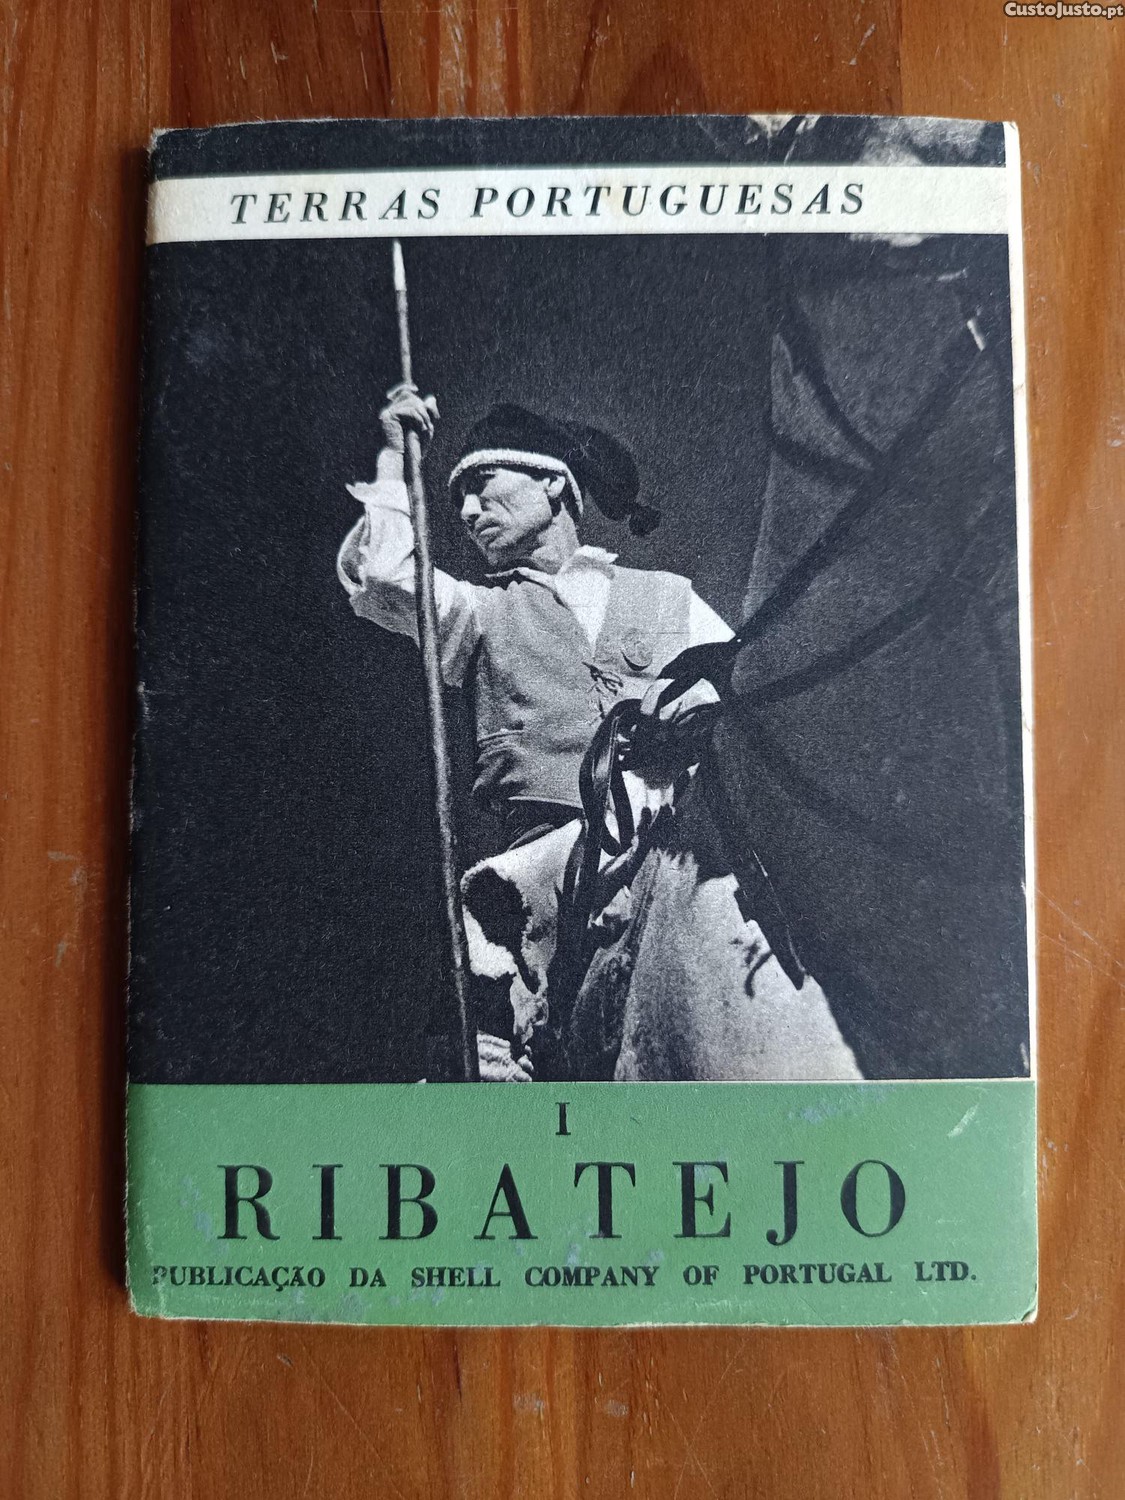 CustoJusto.pt
TERRAS PORTUGUESAS
I
RIBATEJO
PUBLICAÇÃO DA SHELL COMPANY OF PORTUGAL LTD.